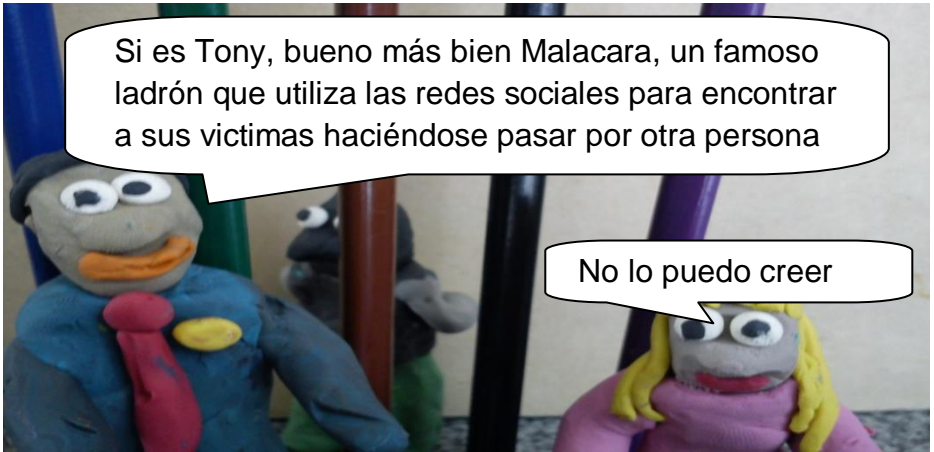 Si es Tony, bueno más bien Malacara, un famoso
ladrón que utiliza las redes sociales para encontrar
a sus victimas haciéndose pasar por otra persona
No lo puedo creer